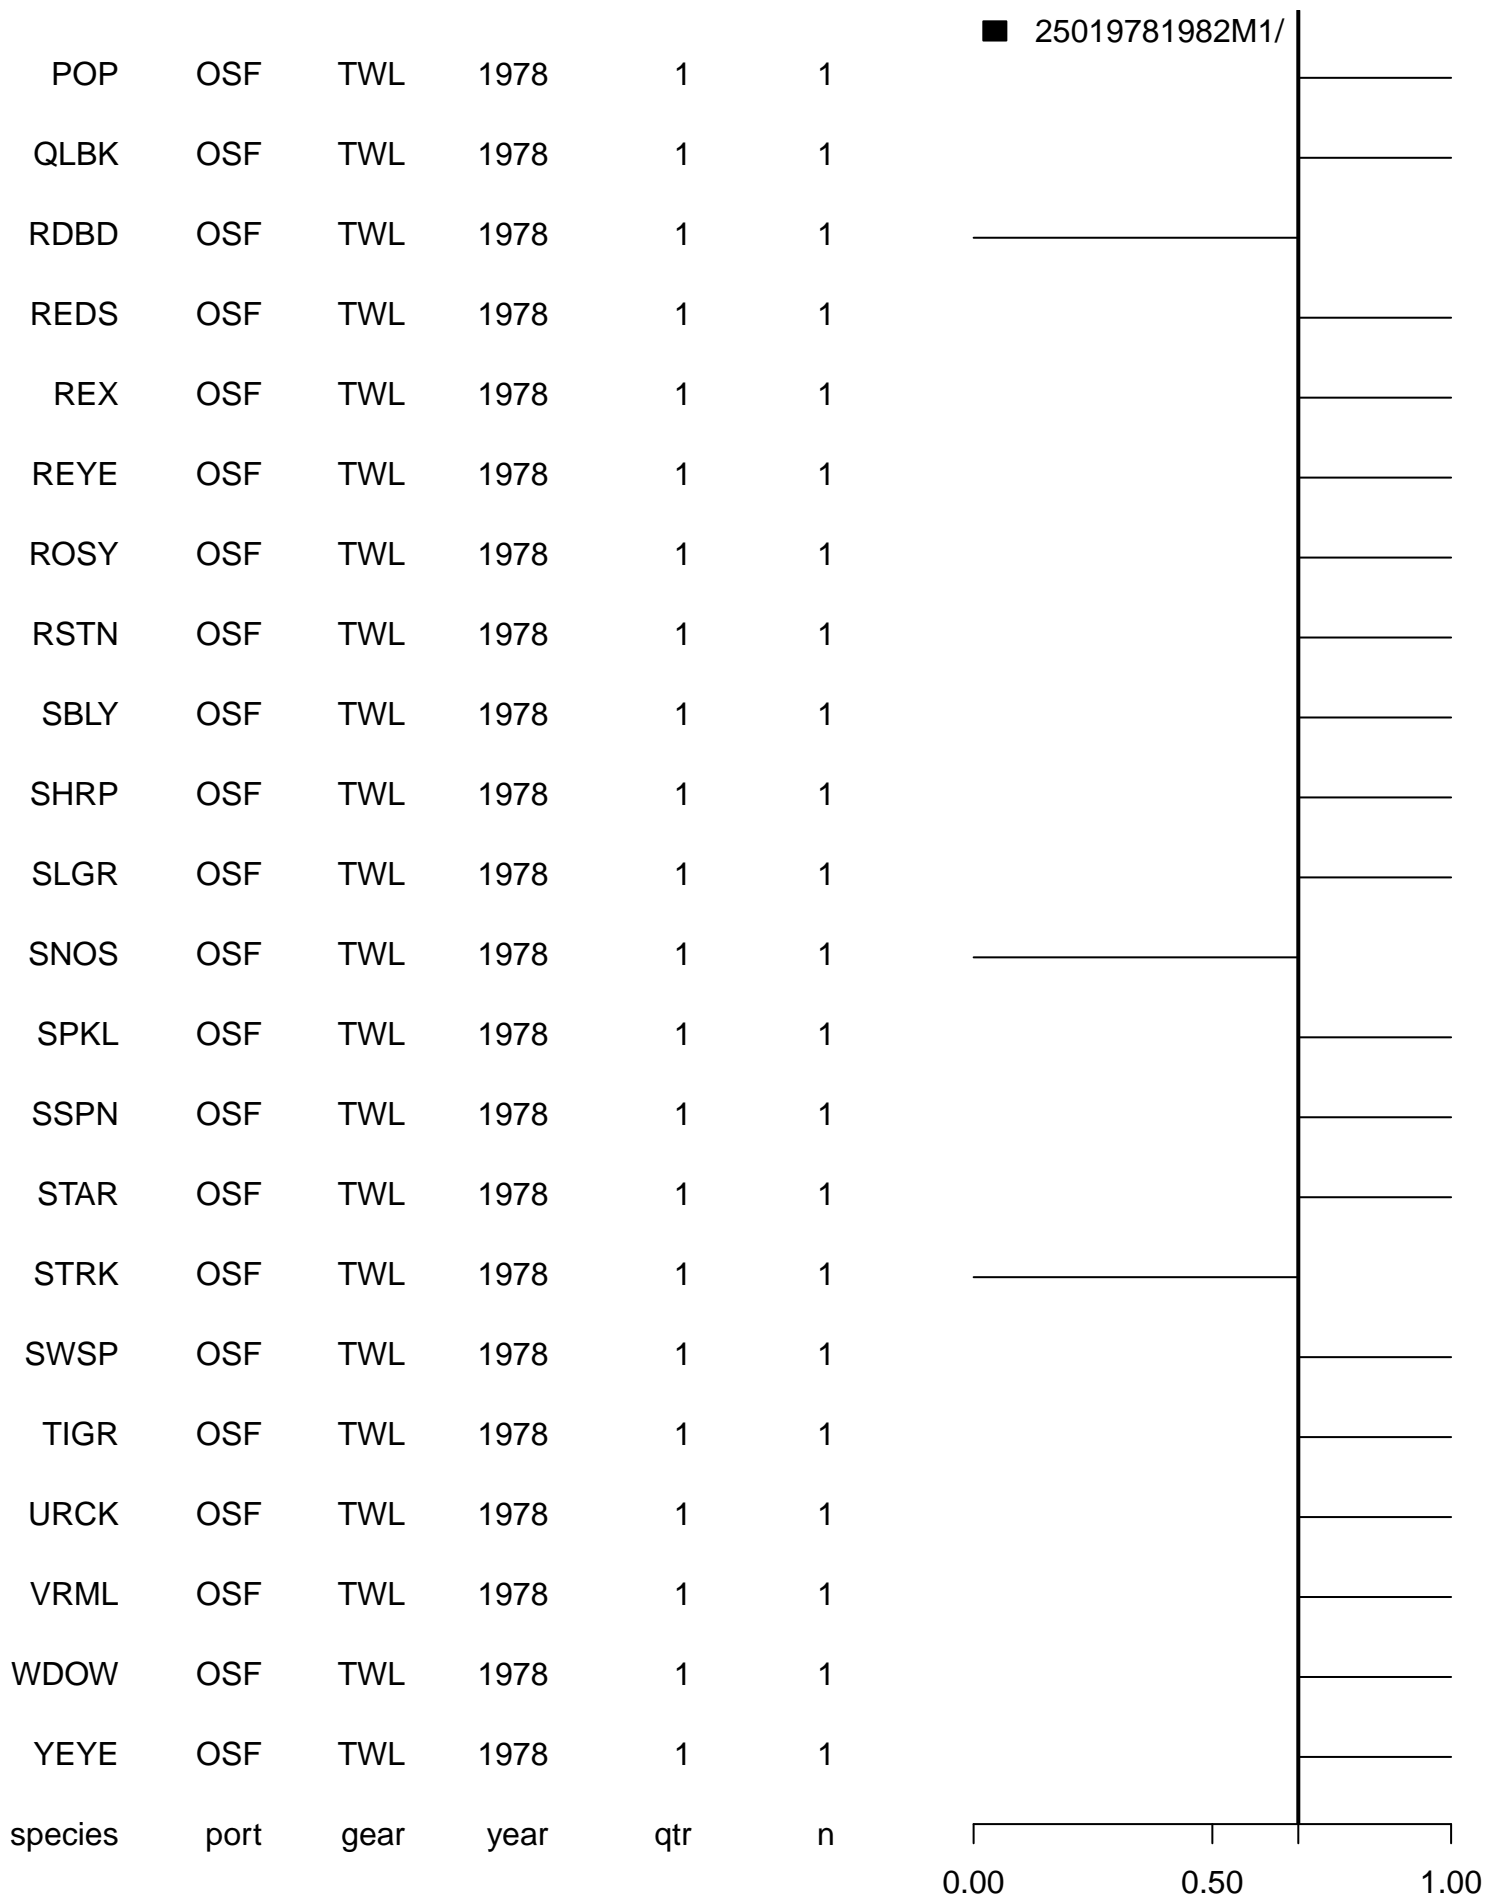 25019781982M1/
POP OSF TWL 1978 1 1
QLBK OSF TWL 1978 1 1
RDBD OSF TWL 1978 1 1
REDS OSF TWL 1978 1 1
REX OSF TWL 1978 1 1
REYE OSF TWL 1978 1 1
ROSY OSF TWL 1978 1 1
RSTN OSF TWL 1978 1 1
SBLY OSF TWL 1978 1 1
SHRP OSF TWL 1978 1 1
SLGR OSF TWL 1978 1 1
SNOS OSF TWL 1978 1 1
SPKL OSF TWL 1978 1 1
SSPN OSF TWL 1978 1 1
STAR OSF TWL 1978 1 1
STRK OSF TWL 1978 1 1
SWSP OSF TWL 1978 1 1
TIGR OSF TWL 1978 1 1
URCK OSF TWL 1978 1 1
VRML OSF TWL 1978 1 1
WDOW OSF TWL 1978 1 1
YEYE OSF TWL 1978 1 1
species port gear year qtr n
0.00 0.50 1.00